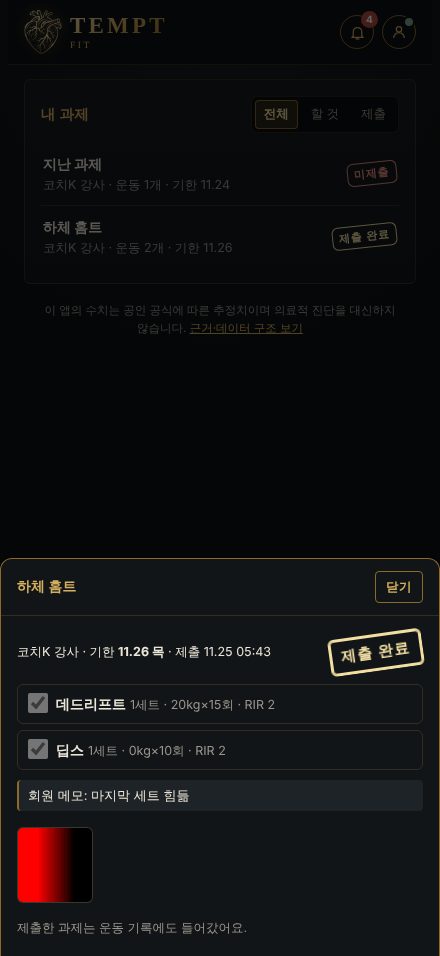 TEMPT
FIT
4
내 과제
전체
할 것
제출
지난 과제
코치K 강사 · 운동 1개 · 기한 11.24
미제출
하체 홈트
코치K 강사 · 운동 2개 · 기한 11.26
제출 완료
이 앱의 수치는 공인 공식에 따른 추정치이며 의료적 진단을 대신하지
않습니다. 근거·데이터 구조 보기
하체 홈트
닫기
코치K 강사 · 기한 11.26 목 · 제출 11.25 05:43
제출 완료
데드리프트 1세트 · 20kg×15회 · RIR 2
딥스 1세트 · 0kg×10회 · RIR 2
회원 메모: 마지막 세트 힘듦
제출한 과제는 운동 기록에도 들어갔어요.